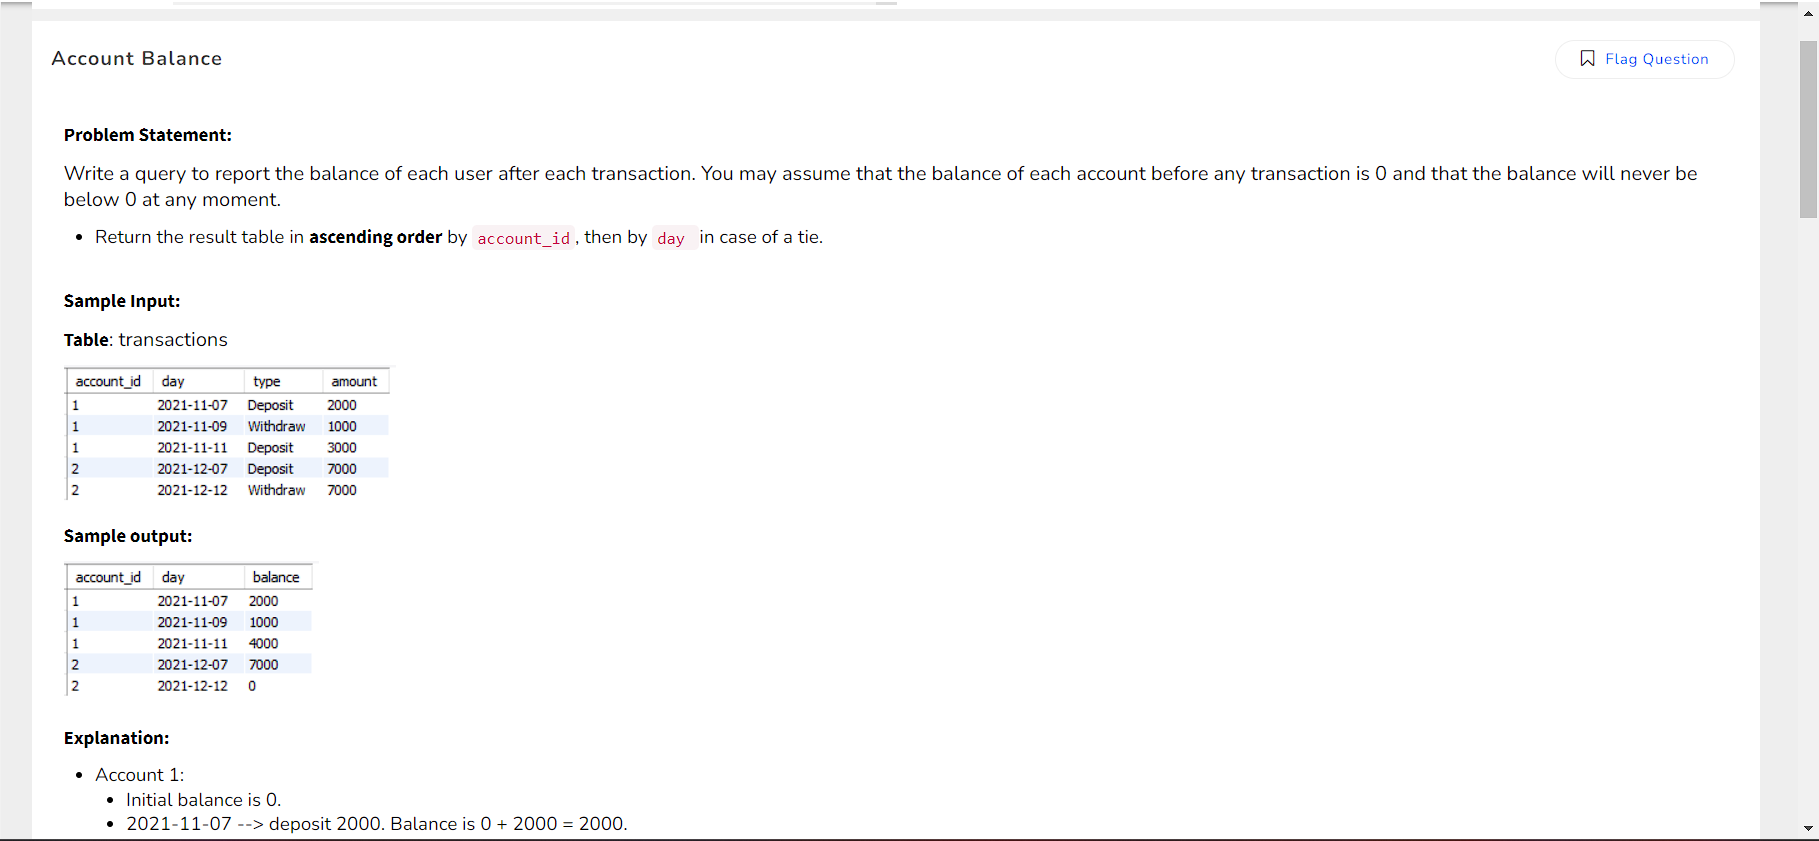 Account Balance
Flag Question
Problem Statement:
Write a query to report the balance of each user after each transaction. You may assume that the balance of each account before any transaction is 0 and that the balance will never be
below 0 at any moment.
• Return the result table in ascending order by account_id , then by day in case of a tie.
Sample Input:
Table: transactions
account_id day type amount
1 2021-11-07 Deposit 2000
1 2021-11-09 Withdraw 1000
1 2021-11-11 Deposit 3000
2 2021-12-07 Deposit 7000
2 2021-12-12 Withdraw 7000
Sample output:
account_id day balance
1 2021-11-07 2000
1 2021-11-09 1000
1 2021-11-11 4000
2 2021-12-07 7000
2 2021-12-12 0
Explanation:
• Account 1:
• Initial balance is 0.
• 2021-11-07 --> deposit 2000. Balance is 0 + 2000 = 2000.